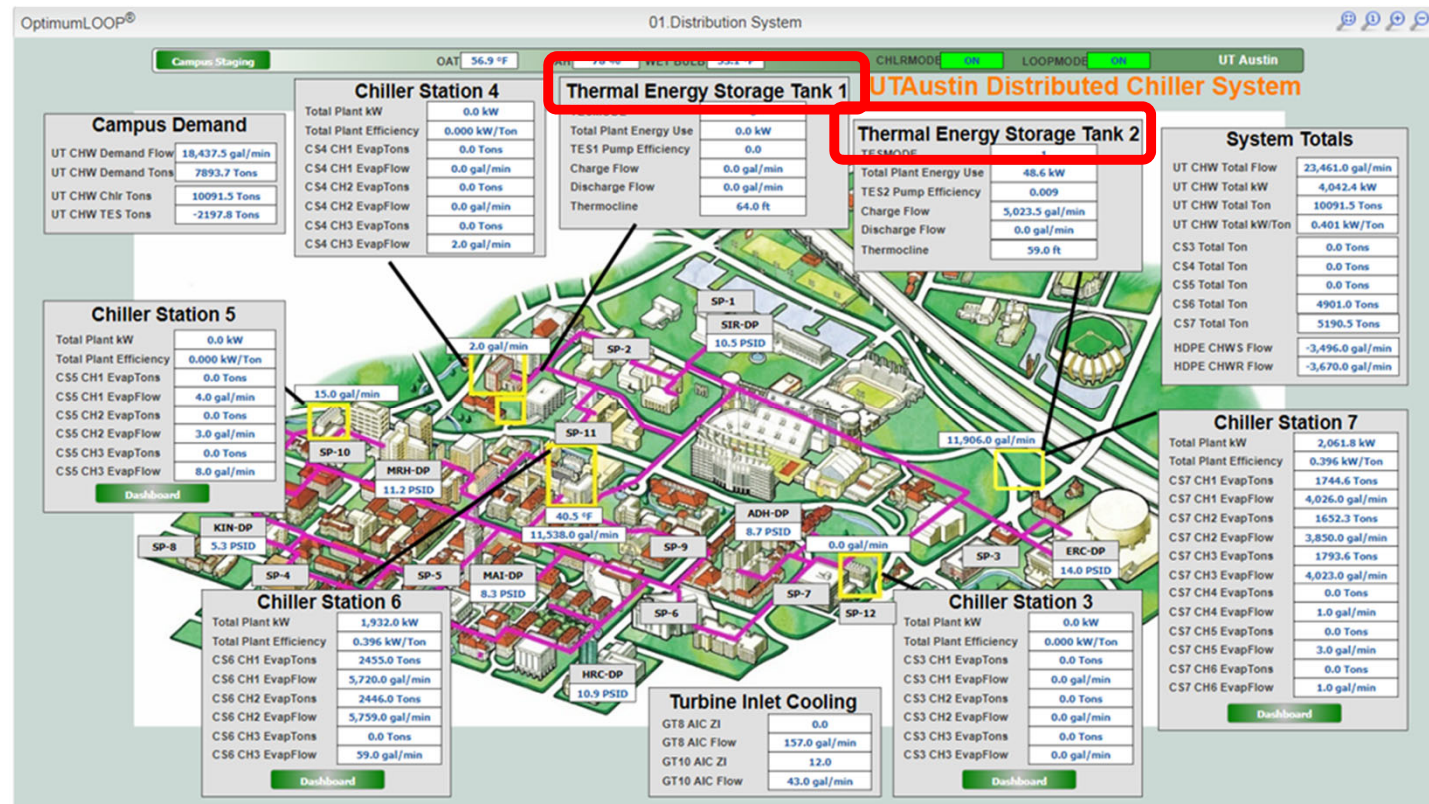 OptimumLOOP®
01.Distribution System
Campus Staging
OAT 56.9 °F
CHLRMODE ON
LOOPMODE ON
UT Austin
UTAustin Distributed Chiller System
Campus Demand
UT CHW Demand Flow 18,437.5 gal/min
UT CHW Demand Tons 7893.7 Tons
UT CHW Chlr Tons 10091.5 Tons
UT CHW TES Tons -2197.8 Tons
Chiller Station 4
Total Plant kW 0.0 kW
Total Plant Efficiency 0.000 kW/Ton
CS4 CH1 EvapTons 0.0 Tons
CS4 CH1 EvapFlow 0.0 gal/min
CS4 CH2 EvapTons 0.0 Tons
CS4 CH2 EvapFlow 0.0 gal/min
CS4 CH3 EvapTons 0.0 Tons
CS4 CH3 EvapFlow 2.0 gal/min
Thermal Energy Storage Tank 1
Total Plant Energy Use 0.0 kW
TES1 Pump Efficiency 0.0
Charge Flow 0.0 gal/min
Discharge Flow 0.0 gal/min
Thermocline 64.0 ft
Thermal Energy Storage Tank 2
TESMODE
Total Plant Energy Use 48.6 kW
TES2 Pump Efficiency 0.009
Charge Flow 5,023.5 gal/min
Discharge Flow 0.0 gal/min
Thermocline 59.0 ft
System Totals
UT CHW Total Flow 23,461.0 gal/min
UT CHW Total kW 4,042.4 kW
UT CHW Total Ton 10091.5 Tons
UT CHW Total kW/Ton 0.401 kW/Ton
CS3 Total Ton 0.0 Tons
CS4 Total Ton 0.0 Tons
CS5 Total Ton 0.0 Tons
CS6 Total Ton 4901.0 Tons
CS7 Total Ton 5190.5 Tons
HDPE CHWS Flow -3,496.0 gal/min
HDPE CHWR Flow -3,670.0 gal/min
Chiller Station 5
Total Plant kW 0.0 kW
Total Plant Efficiency 0.000 kW/Ton
CS5 CH1 EvapTons 0.0 Tons
CS5 CH1 EvapFlow 4.0 gal/min
CS5 CH2 EvapTons 0.0 Tons
CS5 CH2 EvapFlow 3.0 gal/min
CS5 CH3 EvapTons 0.0 Tons
CS5 CH3 EvapFlow 8.0 gal/min
Dashboard
SP-1
SIR-DP
10.5 PSID
2.0 gal/min
SP-2
15.0 gal/min
SP-11
SP-10
11,906.0 gal/min
MRH-DP
11.2 PSID
40.5 °F
11,538.0 gal/min
ADH-DP
8.7 PSID
KIN-DP
5.3 PSID
SP-8
SP-9
0.0 gal/min
SP-3
ERC-DP
14.0 PSID
SP-4
SP-5
MAI-DP
8.3 PSID
SP-7
SP-6
SP-12
HRC-DP
10.9 PSID
Chiller Station 7
Total Plant kW 2,061.8 kW
Total Plant Efficiency 0.396 kW/Ton
CS7 CH1 EvapTons 1744.6 Tons
CS7 CH1 EvapFlow 4,026.0 gal/min
CS7 CH2 EvapTons 1652.3 Tons
CS7 CH2 EvapFlow 3,850.0 gal/min
CS7 CH3 EvapTons 1793.6 Tons
CS7 CH3 EvapFlow 4,023.0 gal/min
CS7 CH4 EvapTons 0.0 Tons
CS7 CH4 EvapFlow 1.0 gal/min
CS7 CH5 EvapTons 0.0 Tons
CS7 CH5 EvapFlow 3.0 gal/min
CS7 CH6 EvapTons 0.0 Tons
CS7 CH6 EvapFlow 1.0 gal/min
Dashboard
Chiller Station 6
Total Plant kW 1,932.0 kW
Total Plant Efficiency 0.396 kW/Ton
CS6 CH1 EvapTons 2455.0 Tons
CS6 CH1 EvapFlow 5,720.0 gal/min
CS6 CH2 EvapTons 2446.0 Tons
CS6 CH2 EvapFlow 5,759.0 gal/min
CS6 CH3 EvapTons 0.0 Tons
CS6 CH3 EvapFlow 59.0 gal/min
Dashboard
Turbine Inlet Cooling
GT8 AIC ZI 0.0
GT8 AIC Flow 157.0 gal/min
GT10 AIC ZI 12.0
GT10 AIC Flow 43.0 gal/min
Chiller Station 3
Total Plant kW 0.0 kW
Total Plant Efficiency 0.000 kW/Ton
CS3 CH1 EvapTons 0.0 Tons
CS3 CH1 EvapFlow 0.0 gal/min
CS3 CH2 EvapTons 0.0 Tons
CS3 CH2 EvapFlow 0.0 gal/min
CS3 CH3 EvapTons 0.0 Tons
CS3 CH3 EvapFlow 0.0 gal/min
Dashboard